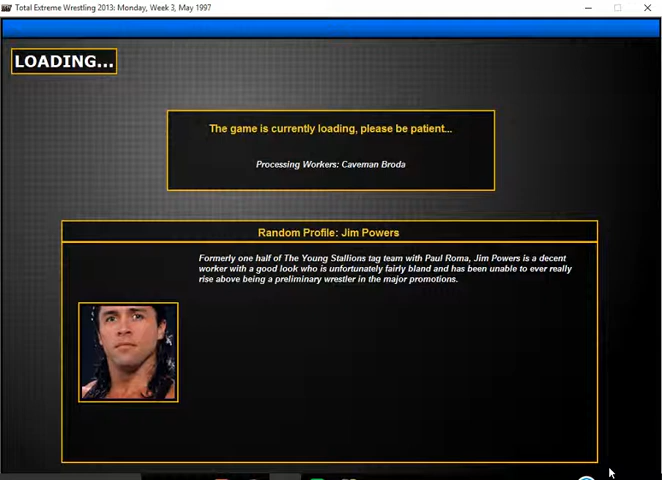 Total Extreme Wrestling 2013: Monday, Week 3, May 1997
LOADING...
The game is currently loading, please be patient...
Processing Workers: Caveman Broda
Random Profile: Jim Powers
Formerly one half of The Young Stallions tag team with Paul Roma, Jim Powers is a decent
worker with a good look who is unfortunately fairly bland and has been unable to ever really
rise above being a preliminary wrestler in the major promotions.